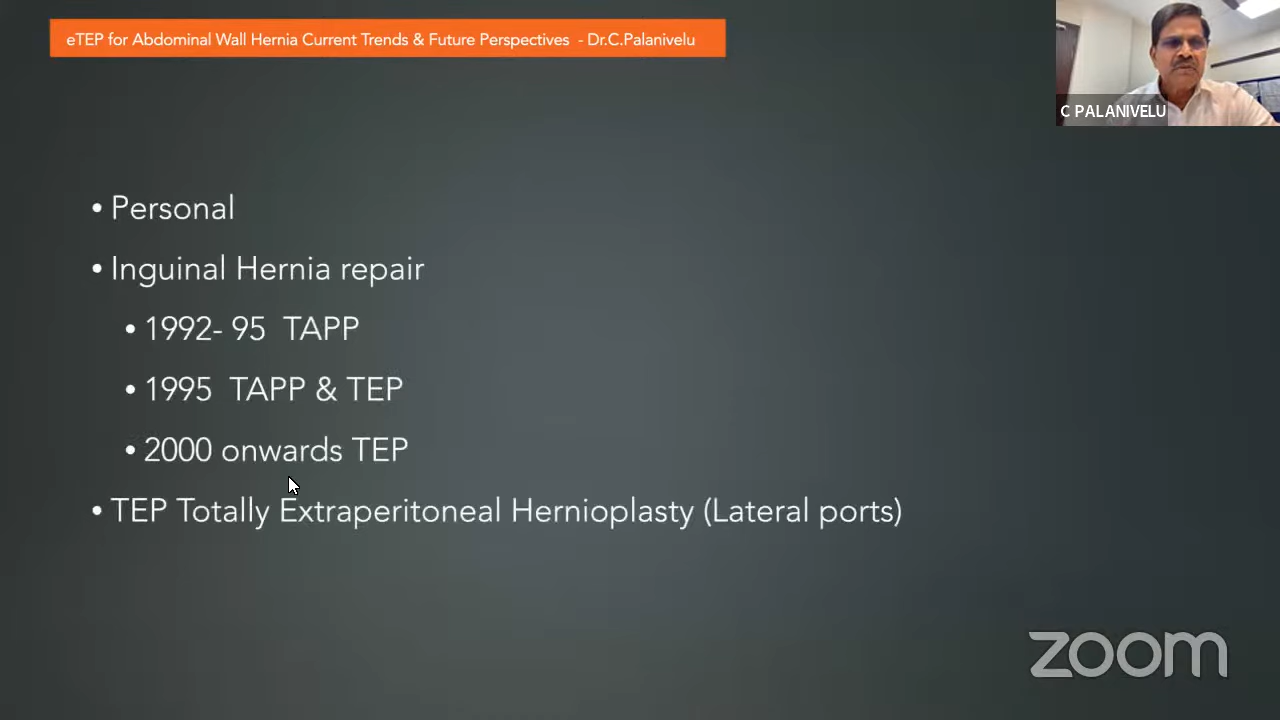 eTEP for Abdominal Wall Hernia Current Trends & Future Perspectives - Dr.C.Palanivelu
C PALANIVELU
• Personal
• Inguinal Hernia repair
• 1992- 95 TAPP
• 1995 TAPP & TEP
• 2000 onwards TEP
• TEP Totally Extraperitoneal Hernioplasty (Lateral ports)
zoom